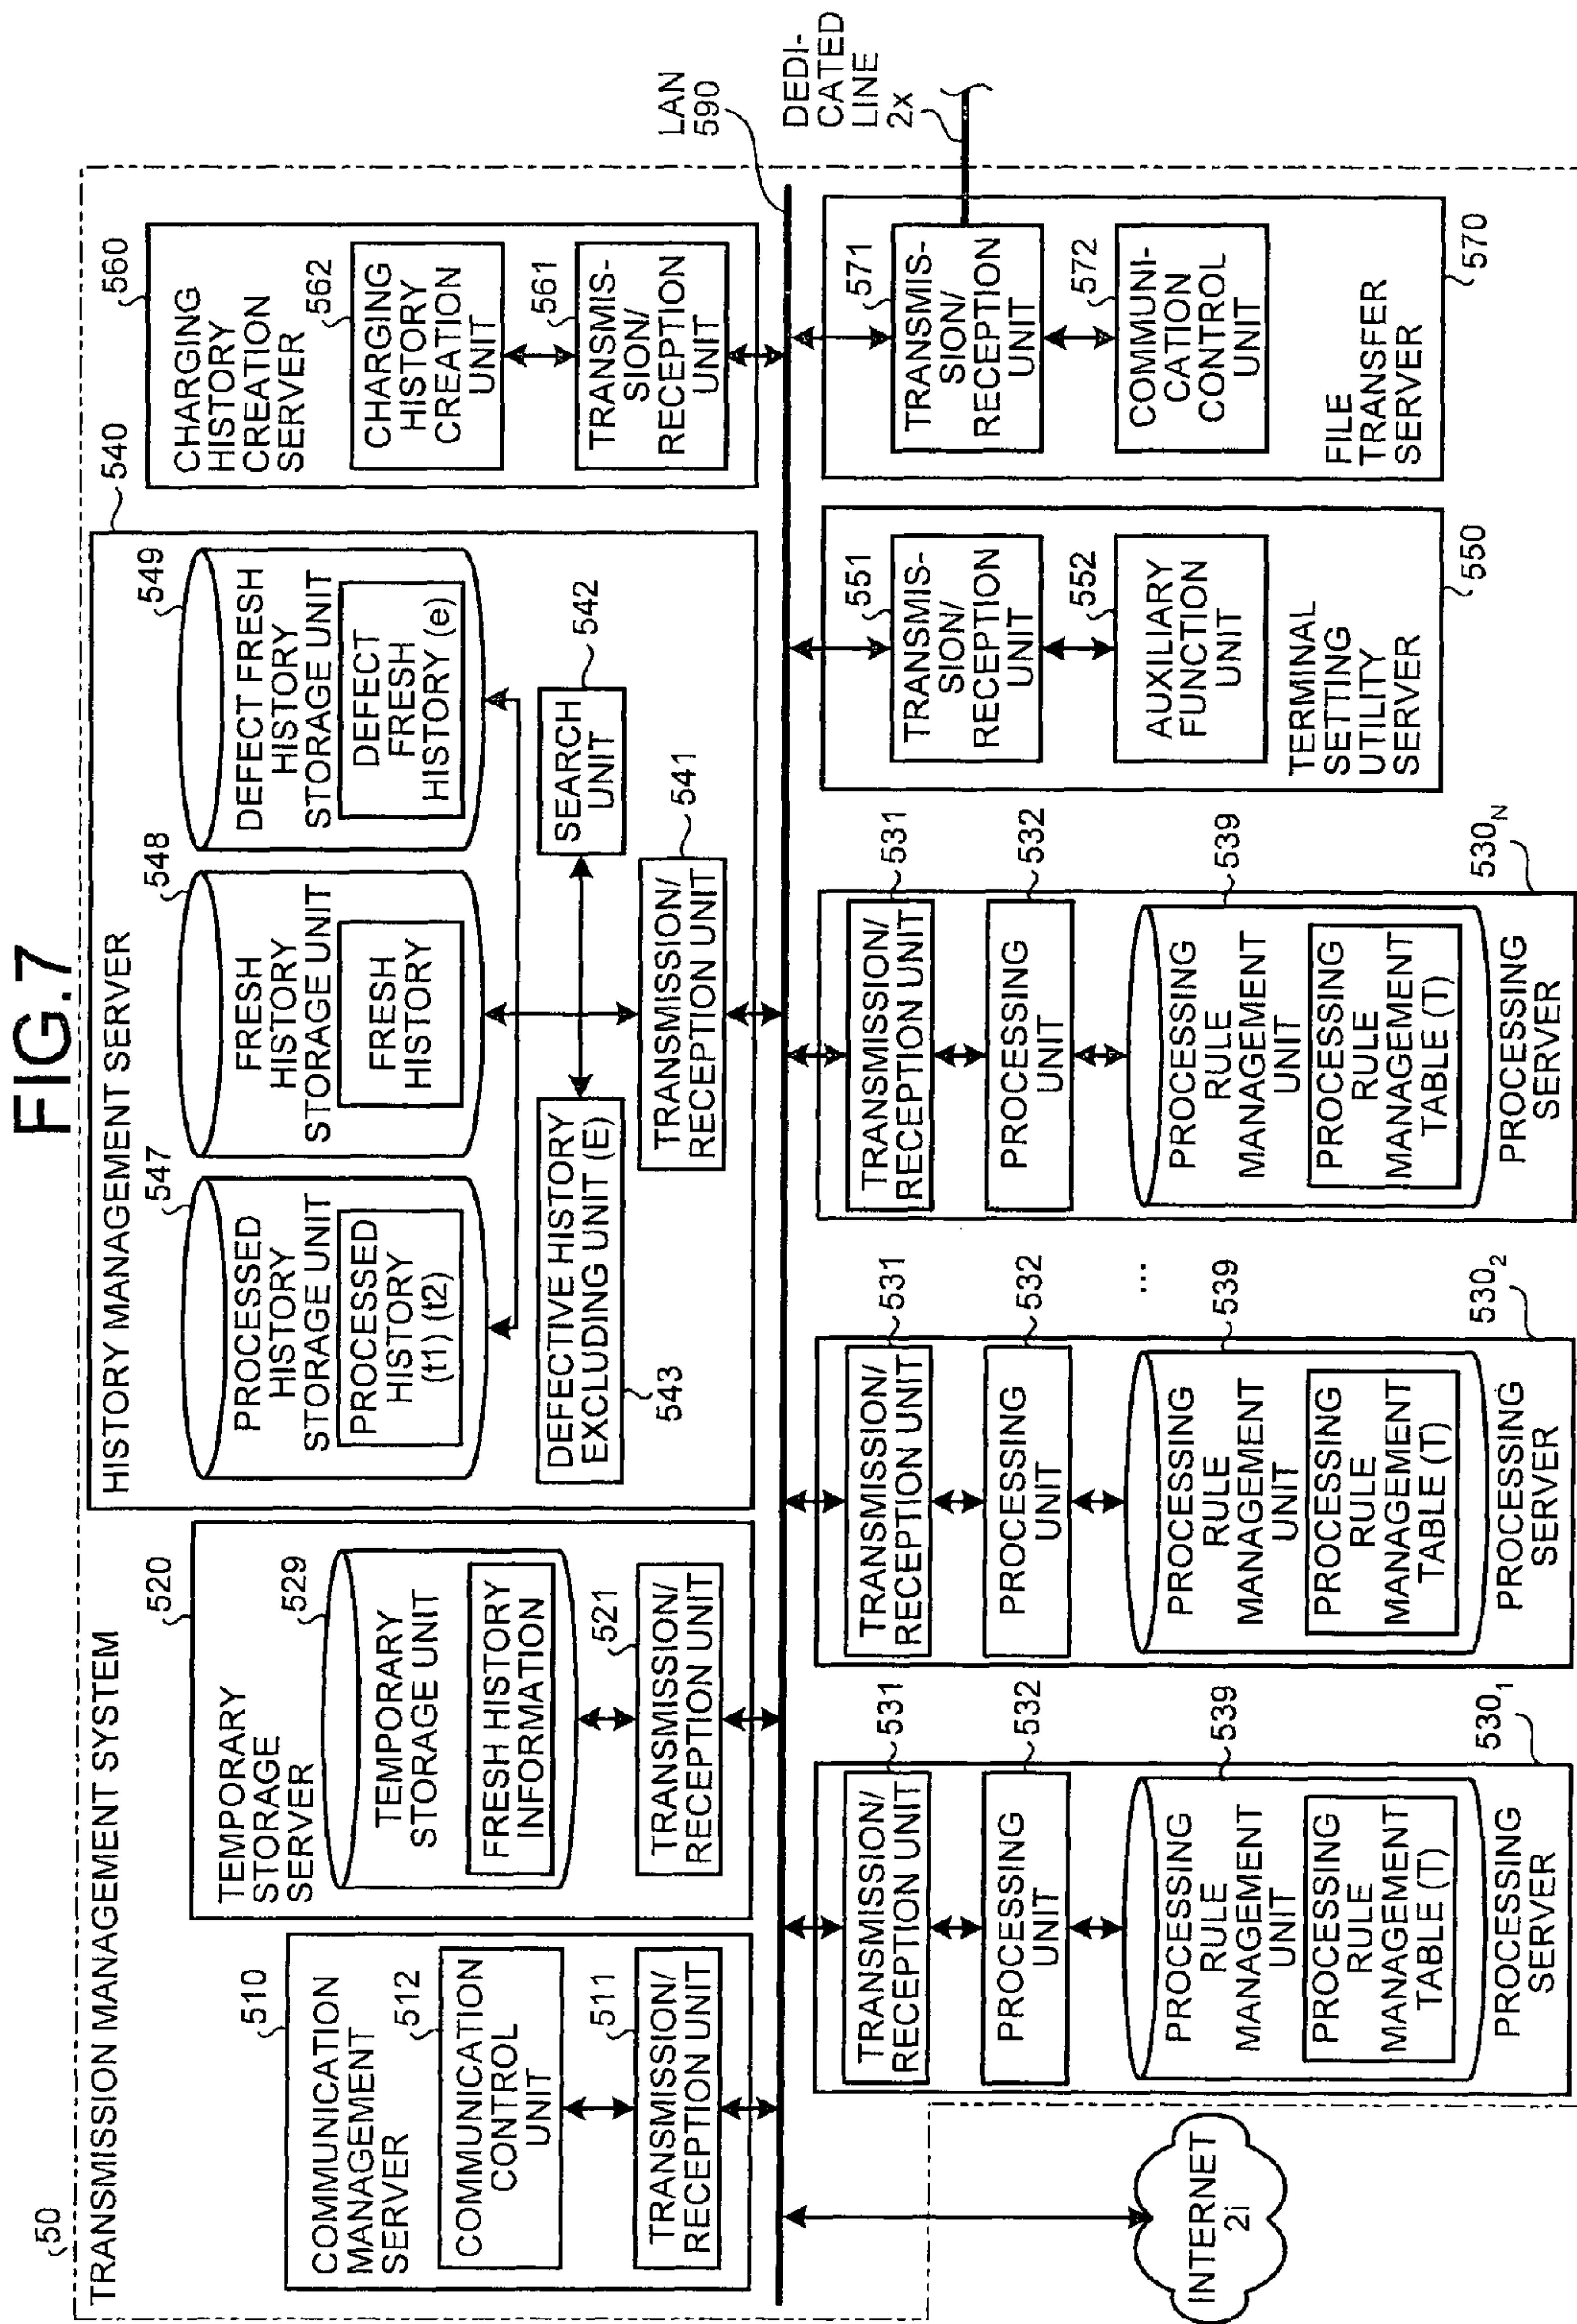 FIG.7
50
TRANSMISSION MANAGEMENT SYSTEM
510
COMMUNICATION
MANAGEMENT
SERVER
512
COMMUNICATION
CONTROL
UNIT
511
TRANSMISSION/
RECEPTION UNIT
520
TEMPORARY
STORAGE
SERVER
529
TEMPORARY
STORAGE UNIT
FRESH HISTORY
INFORMATION
521
TRANSMISSION/
RECEPTION UNIT
540
HISTORY MANAGEMENT SERVER
547
PROCESSED
HISTORY
STORAGE UNIT
PROCESSED
HISTORY
(t1) (t2)
548
FRESH
HISTORY
STORAGE UNIT
FRESH
HISTORY
549
DEFECT FRESH
HISTORY
STORAGE UNIT
DEFECT
FRESH
HISTORY (e)
DEFECTIVE HISTORY
EXCLUDING UNIT (E)
543
SEARCH
UNIT
542
TRANSMISSION/
RECEPTION UNIT
541
560
CHARGING
HISTORY
CREATION
SERVER
562
CHARGING
HISTORY
CREATION
UNIT
561
TRANSMIS-
SION/
RECEPTION
UNIT
LAN
590
DEDI-
CATED
LINE
2x
INTERNET
2i
TRANSMISSION/
RECEPTION UNIT
531
PROCESSING
UNIT
532
PROCESSING
RULE
MANAGEMENT
UNIT
539
PROCESSING
RULE
MANAGEMENT
TABLE (T)
PROCESSING
SERVER
530₁
TRANSMISSION/
RECEPTION UNIT
531
PROCESSING
UNIT
532
PROCESSING
RULE
MANAGEMENT
UNIT
539
PROCESSING
RULE
MANAGEMENT
TABLE (T)
PROCESSING
SERVER
530₂
...
TRANSMISSION/
RECEPTION UNIT
531
PROCESSING
UNIT
532
PROCESSING
RULE
MANAGEMENT
UNIT
539
PROCESSING
RULE
MANAGEMENT
TABLE (T)
PROCESSING
SERVER
530N
551
TRANSMIS-
SION/
RECEPTION
UNIT
552
AUXILIARY
FUNCTION
UNIT
TERMINAL
SETTING
UTILITY
SERVER
550
571
TRANSMIS-
SION/
RECEPTION
UNIT
572
COMMUNI-
CATION
CONTROL
UNIT
FILE
TRANSFER
SERVER
570